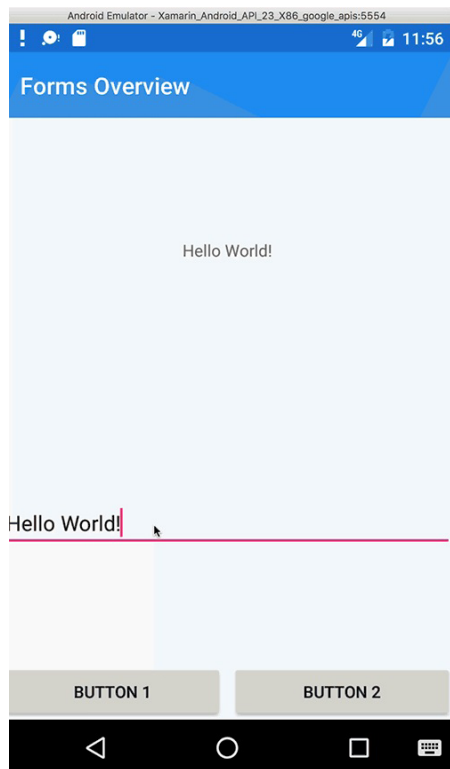 Android Emulator - Xamarin_Android_API_23_X86_google_apis:5554
4G 11:56
Forms Overview
Hello World!
Hello World!
BUTTON 1 BUTTON 2